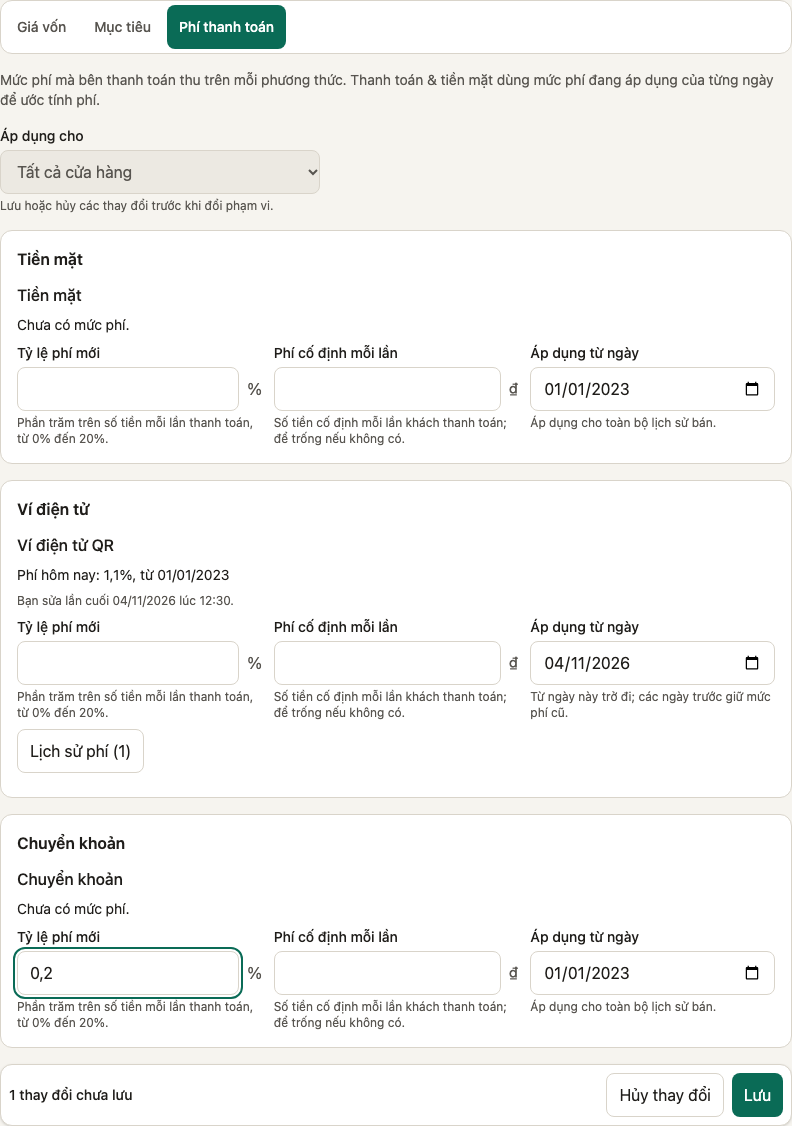 Giá vốn
Mục tiêu
Phí thanh toán
Mức phí mà bên thanh toán thu trên mỗi phương thức. Thanh toán & tiền mặt dùng mức phí đang áp dụng của từng ngày
để ước tính phí.
Áp dụng cho
Tất cả cửa hàng
Lưu hoặc hủy các thay đổi trước khi đổi phạm vi.
Tiền mặt
Tiền mặt
Chưa có mức phí.
Tỷ lệ phí mới
%
Phần trăm trên số tiền mỗi lần thanh toán,
từ 0% đến 20%.
Phí cố định mỗi lần
₫
Số tiền cố định mỗi lần khách thanh toán;
để trống nếu không có.
Áp dụng từ ngày
01/01/2023
Áp dụng cho toàn bộ lịch sử bán.
Ví điện tử
Ví điện tử QR
Phí hôm nay: 1,1%, từ 01/01/2023
Bạn sửa lần cuối 04/11/2026 lúc 12:30.
Tỷ lệ phí mới
%
Phần trăm trên số tiền mỗi lần thanh toán,
từ 0% đến 20%.
Phí cố định mỗi lần
₫
Số tiền cố định mỗi lần khách thanh toán;
để trống nếu không có.
Áp dụng từ ngày
04/11/2026
Từ ngày này trở đi; các ngày trước giữ mức
phí cũ.
Lịch sử phí (1)
Chuyển khoản
Chuyển khoản
Chưa có mức phí.
Tỷ lệ phí mới
0,2
%
Phần trăm trên số tiền mỗi lần thanh toán,
từ 0% đến 20%.
Phí cố định mỗi lần
₫
Số tiền cố định mỗi lần khách thanh toán;
để trống nếu không có.
Áp dụng từ ngày
01/01/2023
Áp dụng cho toàn bộ lịch sử bán.
1 thay đổi chưa lưu
Hủy thay đổi
Lưu